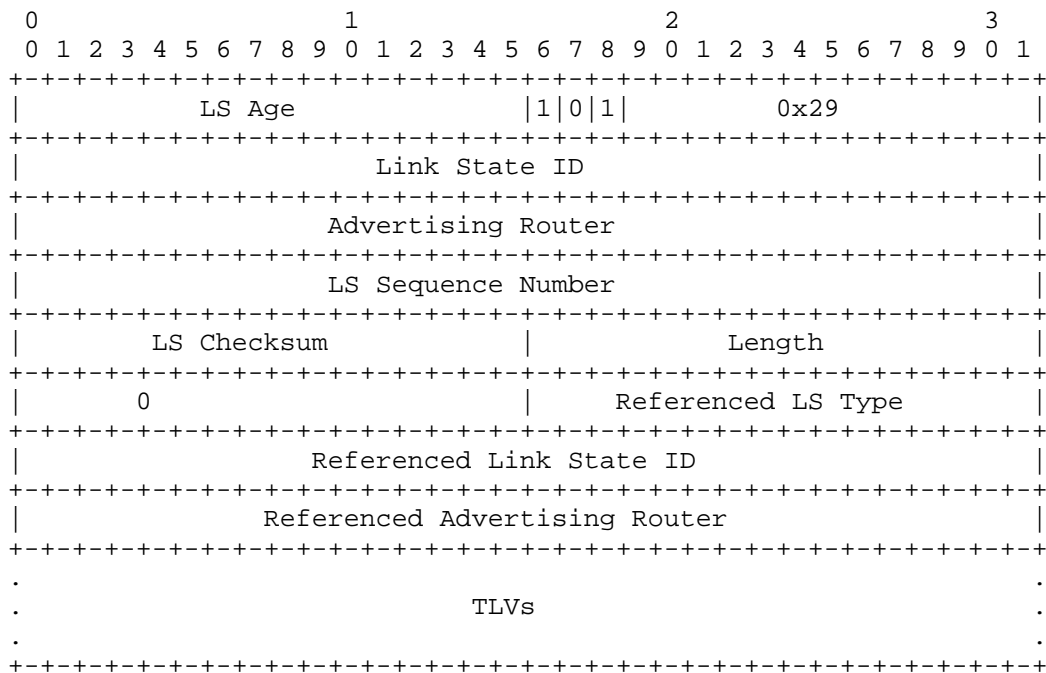 0                   1                   2                   3
 0 1 2 3 4 5 6 7 8 9 0 1 2 3 4 5 6 7 8 9 0 1 2 3 4 5 6 7 8 9 0 1
+-+-+-+-+-+-+-+-+-+-+-+-+-+-+-+-+-+-+-+-+-+-+-+-+-+-+-+-+-+-+-+-+
|           LS Age              |1|0|1|         0x29            |
+-+-+-+-+-+-+-+-+-+-+-+-+-+-+-+-+-+-+-+-+-+-+-+-+-+-+-+-+-+-+-+-+
|                      Link State ID                            |
+-+-+-+-+-+-+-+-+-+-+-+-+-+-+-+-+-+-+-+-+-+-+-+-+-+-+-+-+-+-+-+-+
|                   Advertising Router                          |
+-+-+-+-+-+-+-+-+-+-+-+-+-+-+-+-+-+-+-+-+-+-+-+-+-+-+-+-+-+-+-+-+
|                   LS Sequence Number                          |
+-+-+-+-+-+-+-+-+-+-+-+-+-+-+-+-+-+-+-+-+-+-+-+-+-+-+-+-+-+-+-+-+
|        LS Checksum            |            Length             |
+-+-+-+-+-+-+-+-+-+-+-+-+-+-+-+-+-+-+-+-+-+-+-+-+-+-+-+-+-+-+-+-+
|       0                       |     Referenced LS Type        |
+-+-+-+-+-+-+-+-+-+-+-+-+-+-+-+-+-+-+-+-+-+-+-+-+-+-+-+-+-+-+-+-+
|                  Referenced Link State ID                     |
+-+-+-+-+-+-+-+-+-+-+-+-+-+-+-+-+-+-+-+-+-+-+-+-+-+-+-+-+-+-+-+-+
|               Referenced Advertising Router                   |
+-+-+-+-+-+-+-+-+-+-+-+-+-+-+-+-+-+-+-+-+-+-+-+-+-+-+-+-+-+-+-+-+
.                                                               .
.                            TLVs                               .
.                                                               .
+-+-+-+-+-+-+-+-+-+-+-+-+-+-+-+-+-+-+-+-+-+-+-+-+-+-+-+-+-+-+-+-+